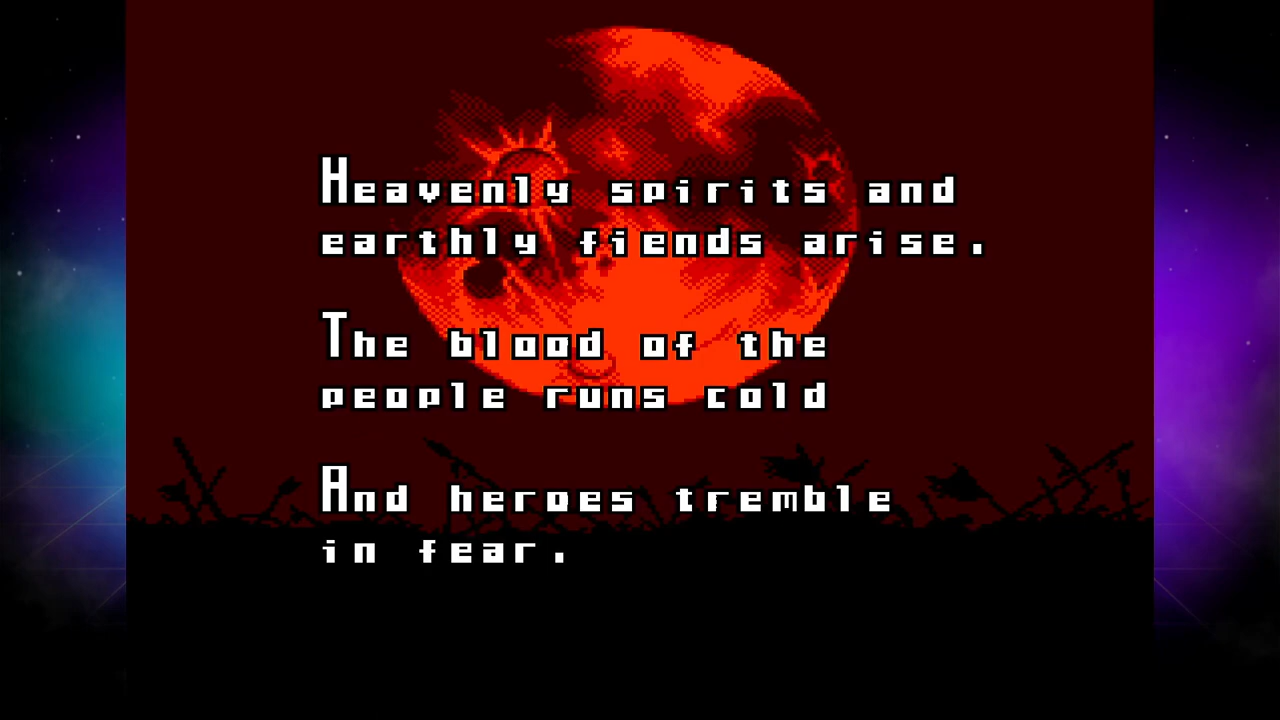 Heavenly spirits and
earthly fiends arise.
The blood of the
people runs cold
And heroes tremble
in fear.